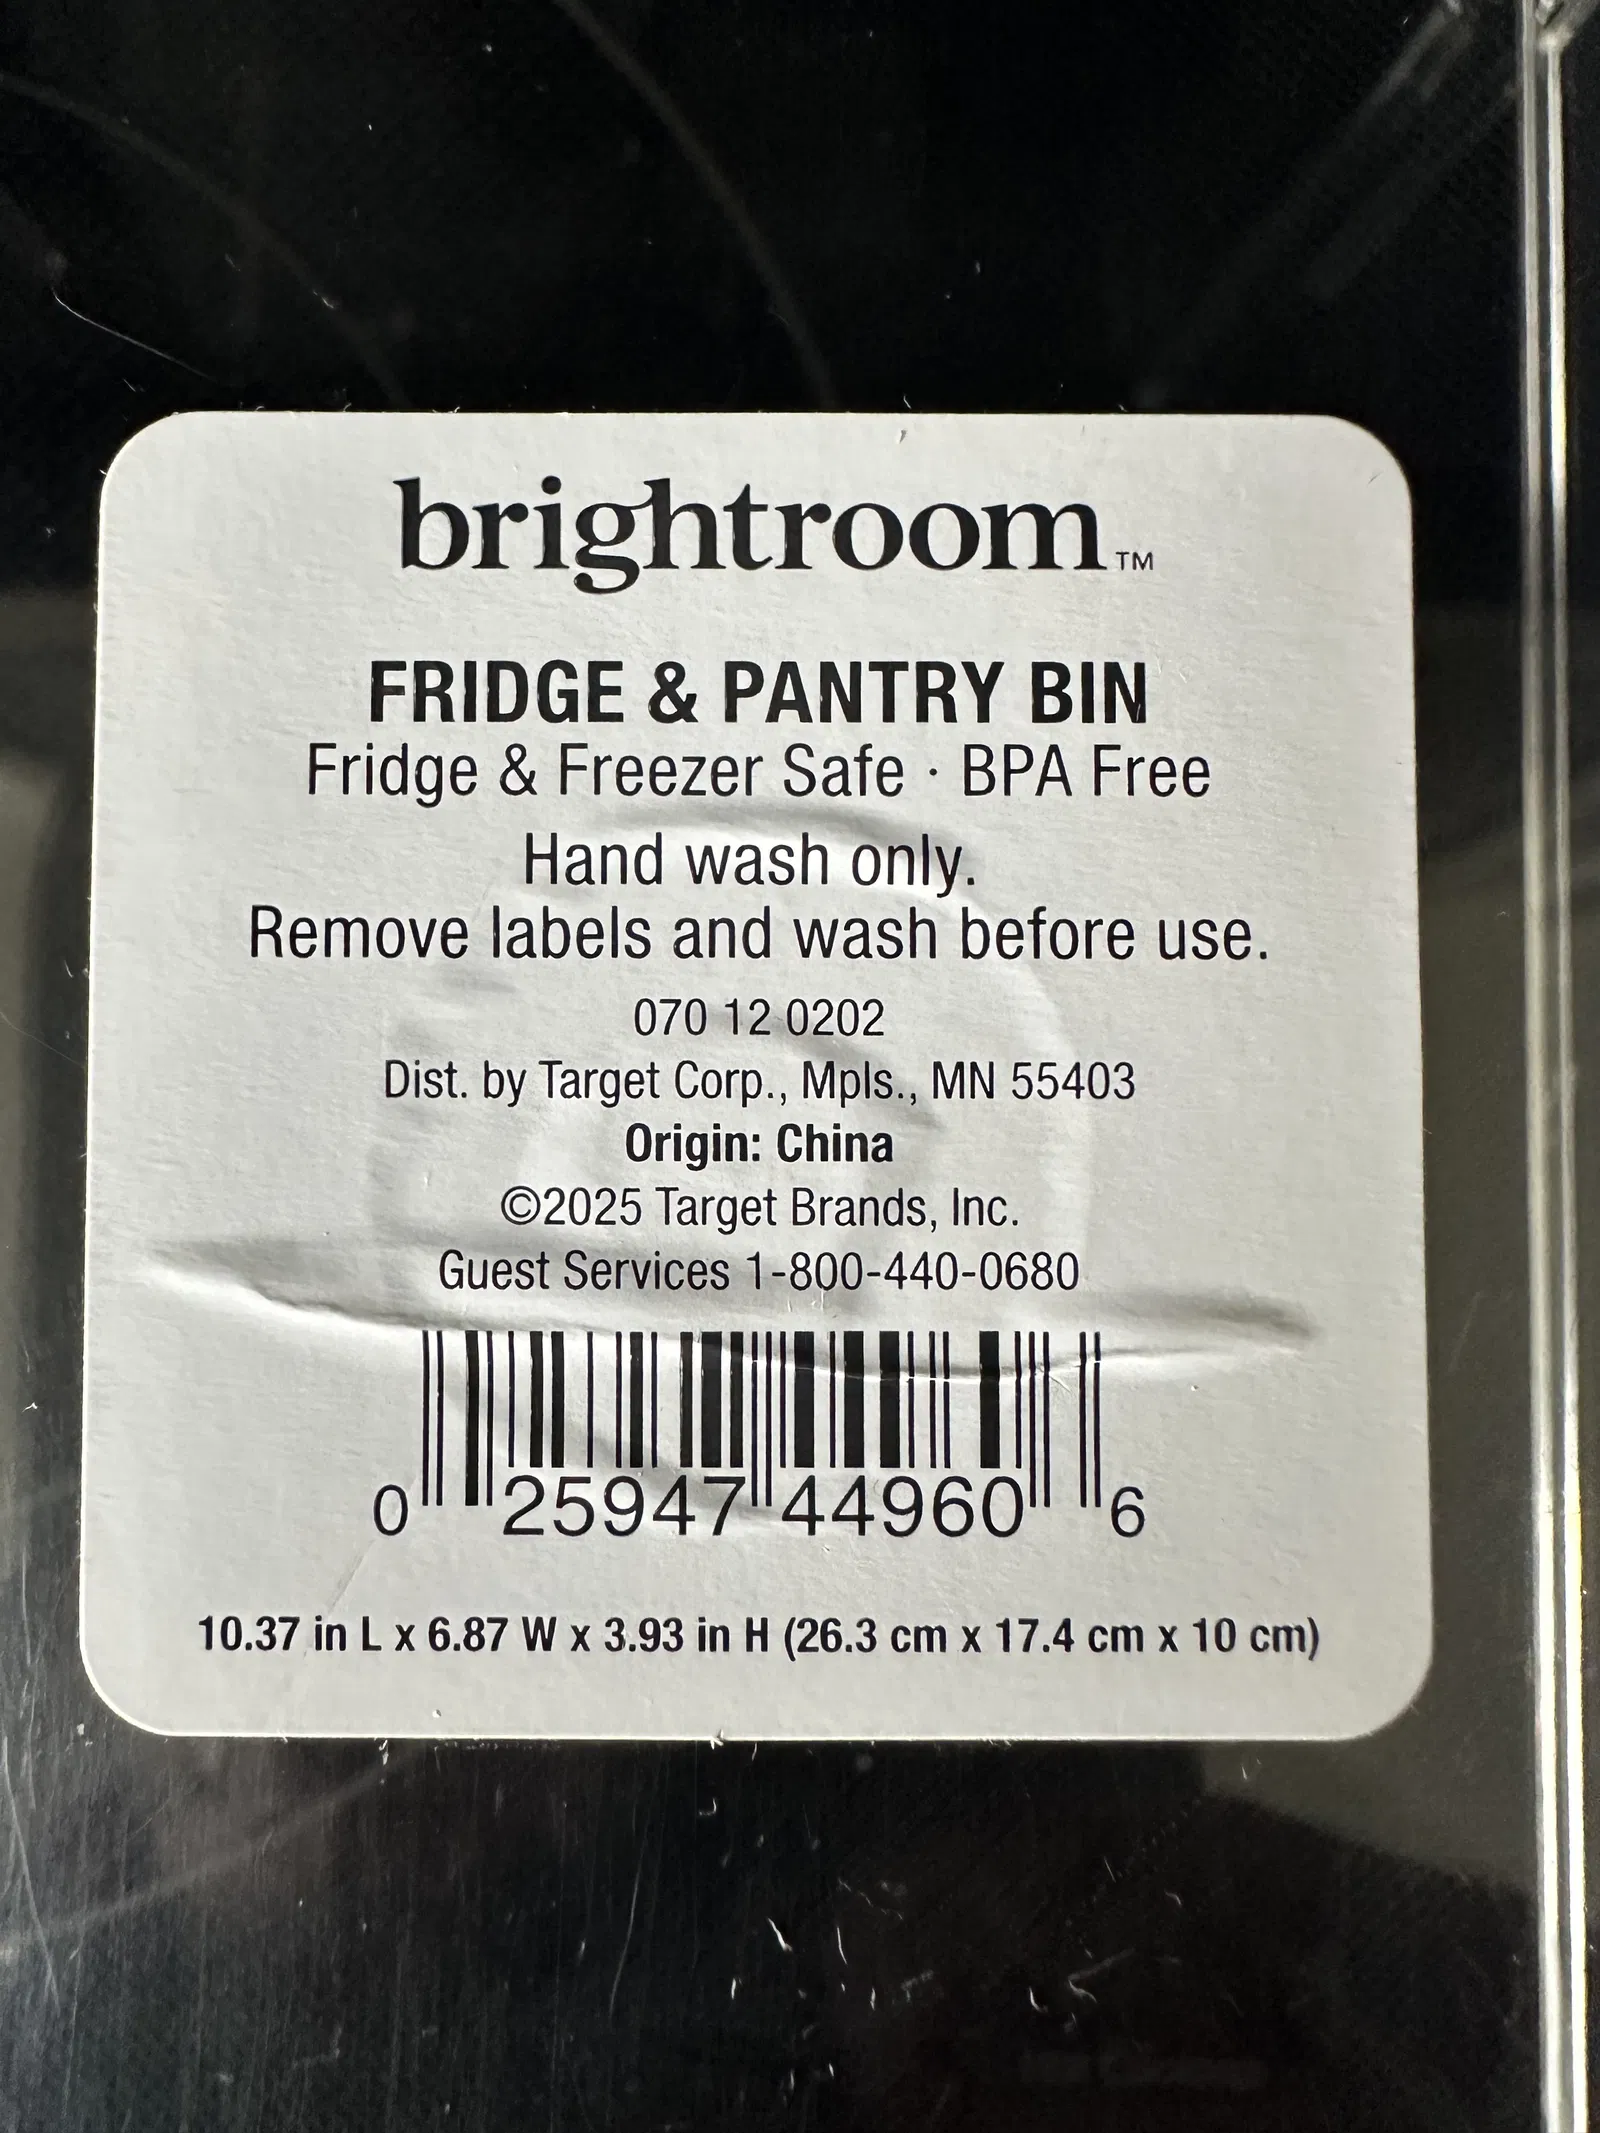 brightroom™
FRIDGE & PANTRY BIN
Fridge & Freezer Safe · BPA Free
Hand wash only.
Remove labels and wash before use.
070 12 0202
Dist. by Target Corp., Mpls., MN 55403
Origin: China
©2025 Target Brands, Inc.
Guest Services 1-800-440-0680
0 25947 44960 6
10.37 in L x 6.87 W x 3.93 in H (26.3 cm x 17.4 cm x 10 cm)